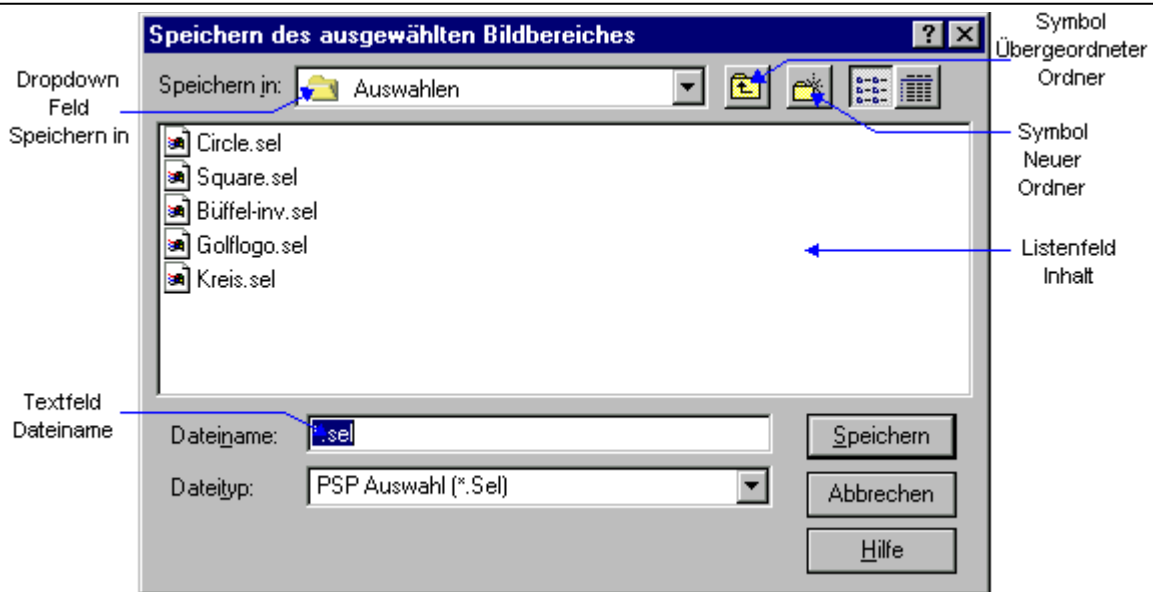 Speichern des ausgewählten Bildbereiches
Symbol
Übergeordneter
Ordner
Dropdown
Feld
Speichern in
Speichern in: Auswahlen
Symbol
Neuer
Ordner
Circle.sel
Square.sel
Büffel-inv.sel
Golflogo.sel
Kreis.sel
Listenfeld
Inhalt
Textfeld
Dateiname
Dateiname: *.sel
Speichern
Dateityp: PSP Auswahl (*.Sel)
Abbrechen
Hilfe